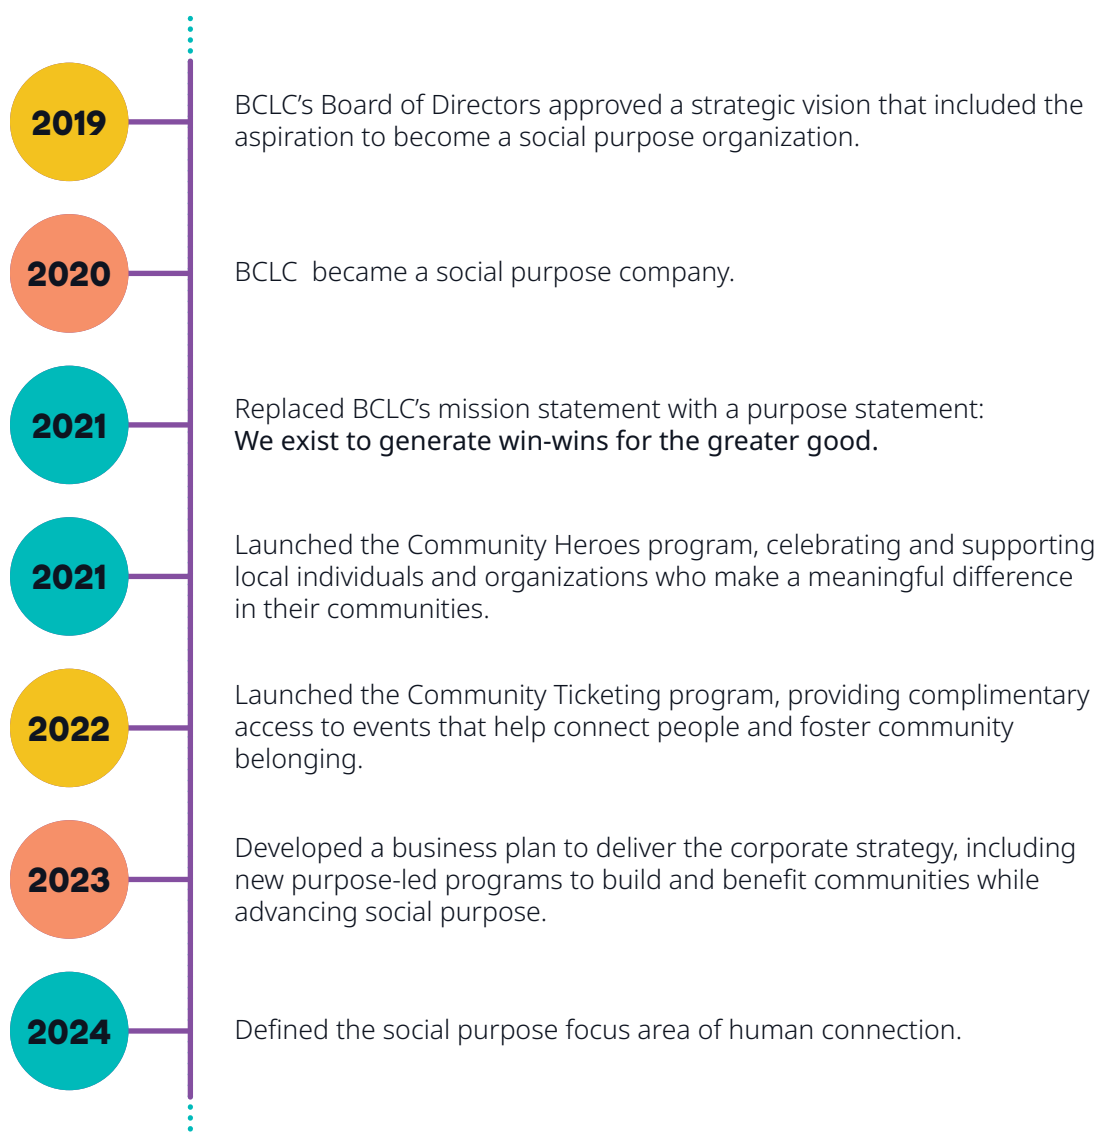 2019
BCLC’s Board of Directors approved a strategic vision that included the
aspiration to become a social purpose organization.
2020
BCLC  became a social purpose company.
2021
Replaced BCLC’s mission statement with a purpose statement:
We exist to generate win-wins for the greater good.
2021
Launched the Community Heroes program, celebrating and supporting
local individuals and organizations who make a meaningful difference
in their communities.
2022
Launched the Community Ticketing program, providing complimentary
access to events that help connect people and foster community
belonging.
2023
Developed a business plan to deliver the corporate strategy, including
new purpose-led programs to build and benefit communities while
advancing social purpose.
2024
Defined the social purpose focus area of human connection.